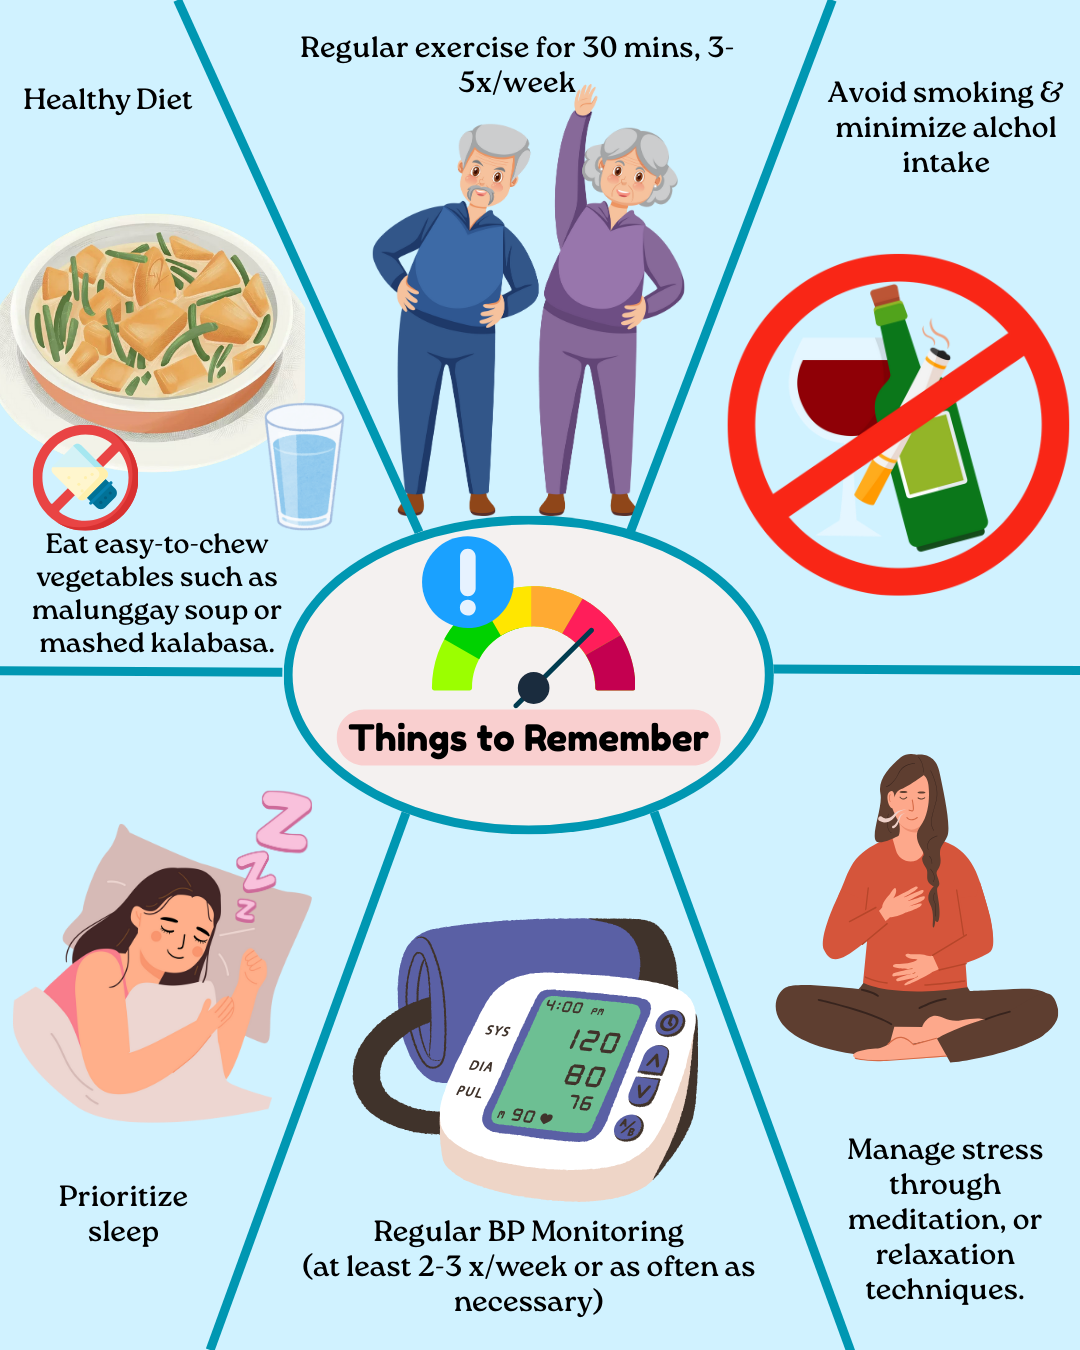 Regular exercise for 30 mins, 3-
5x/week
Healthy Diet
Avoid smoking &
minimize alchol
intake
Eat easy-to-chew
vegetables such as
malunggay soup or
mashed kalabasa.
Things to Remember
Z
Z
Z
4:00 PM
SYS 120
DIA 80
PUL 76
M 90
A/B
Prioritize
sleep
Regular BP Monitoring
(at least 2-3 x/week or as often as
necessary)
Manage stress
through
meditation, or
relaxation
techniques.